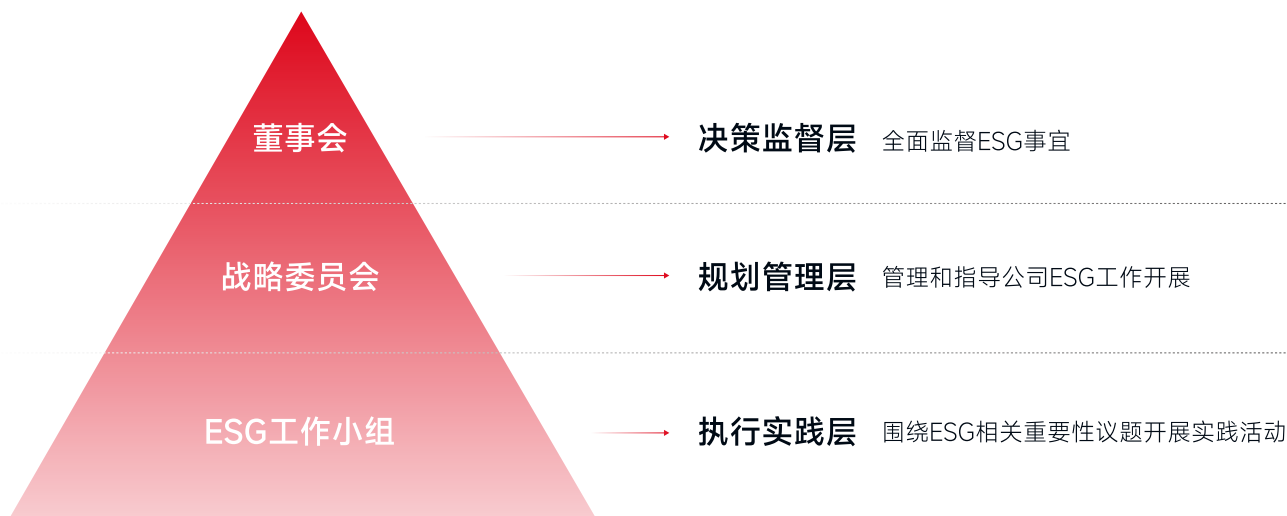 董事会
决策监督层
全面监督ESG事宜
战略委员会
规划管理层
管理和指导公司ESG工作开展
ESG工作小组
执行实践层
围绕ESG相关重要性议题开展实践活动